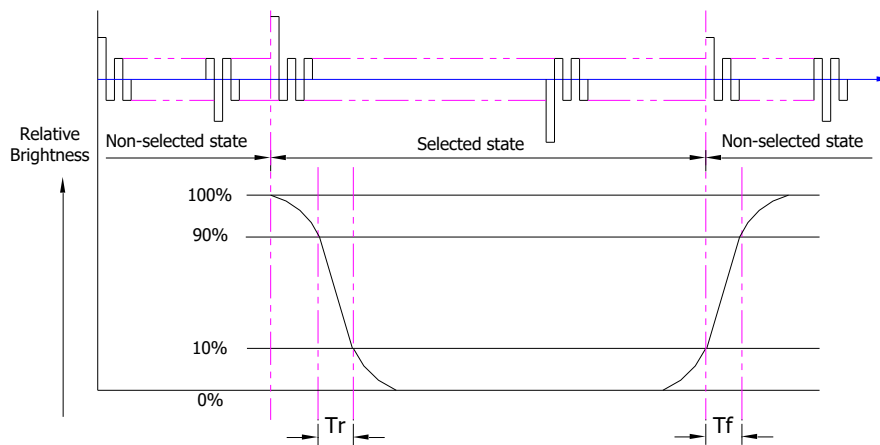 Relative
Brightness
Non-selected state
Selected state
Non-selected state
100%
90%
10%
0%
Tr
Tf